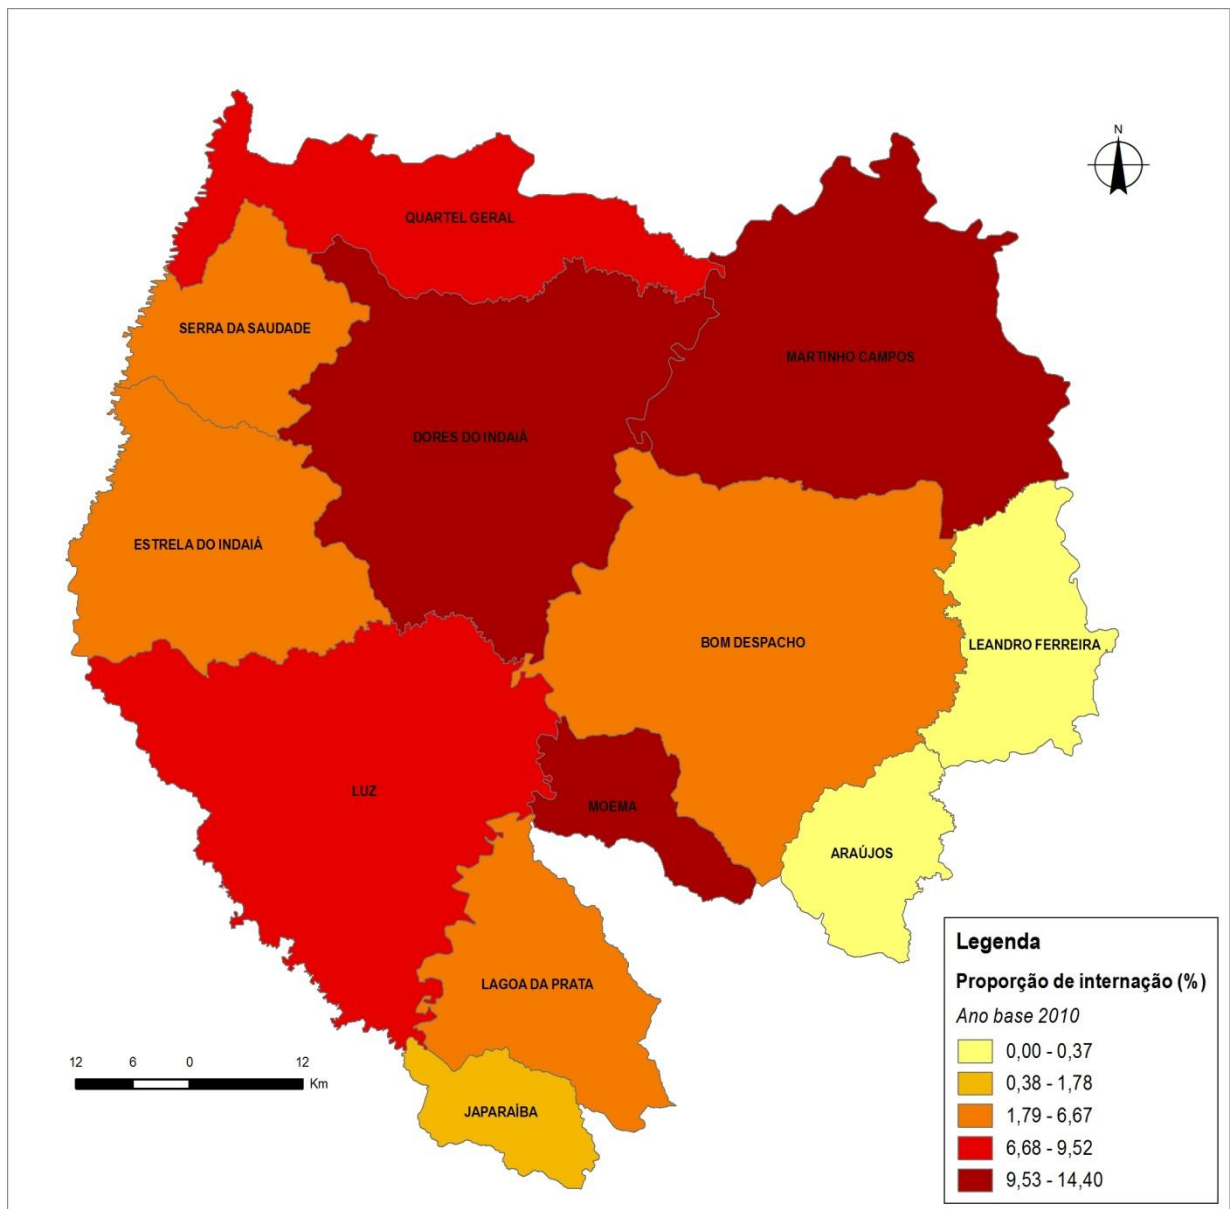 N
QUARTEL GERAL
SERRA DA SAUDADE
MARTINHO CAMPOS
DORES DO INDAIÁ
ESTRELA DO INDAIÁ
BOM DESPACHO
LEANDRO FERREIRA
LUZ
MOEMA
ARAÚJOS
LAGOA DA PRATA
JAPARAÍBA
12 6 0 12
Km
Legenda
Proporção de internação (%)
Ano base 2010
0,00 - 0,37
0,38 - 1,78
1,79 - 6,67
6,68 - 9,52
9,53 - 14,40